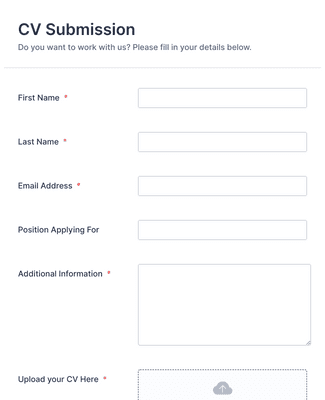 CV Submission
Do you want to work with us? Please fill in your details below.
First Name *
Last Name *
Email Address *
Position Applying For
Additional Information *
Upload your CV Here *